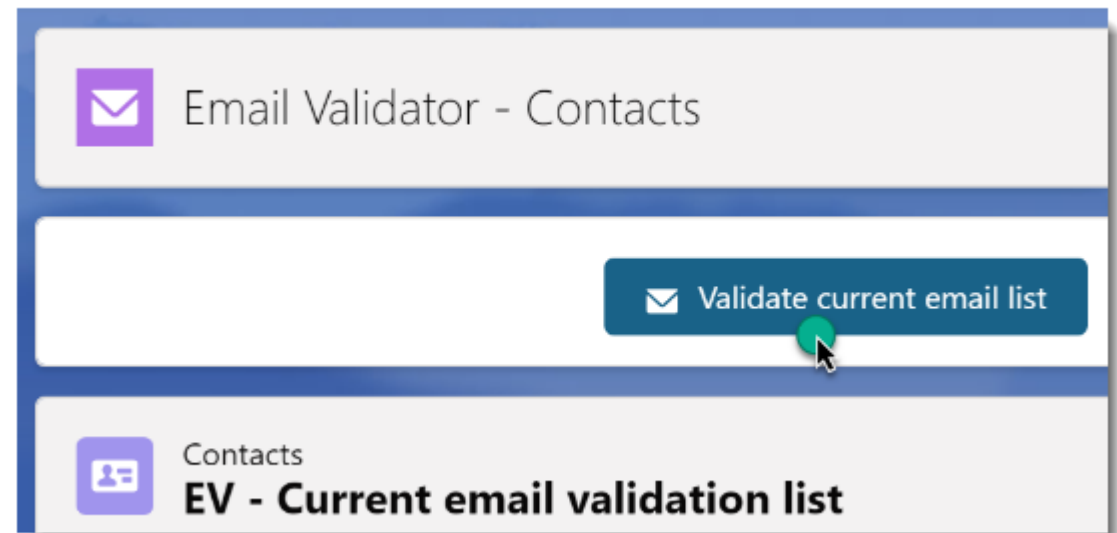 Email Validator - Contacts
Validate current email list
Contacts
EV - Current email validation list